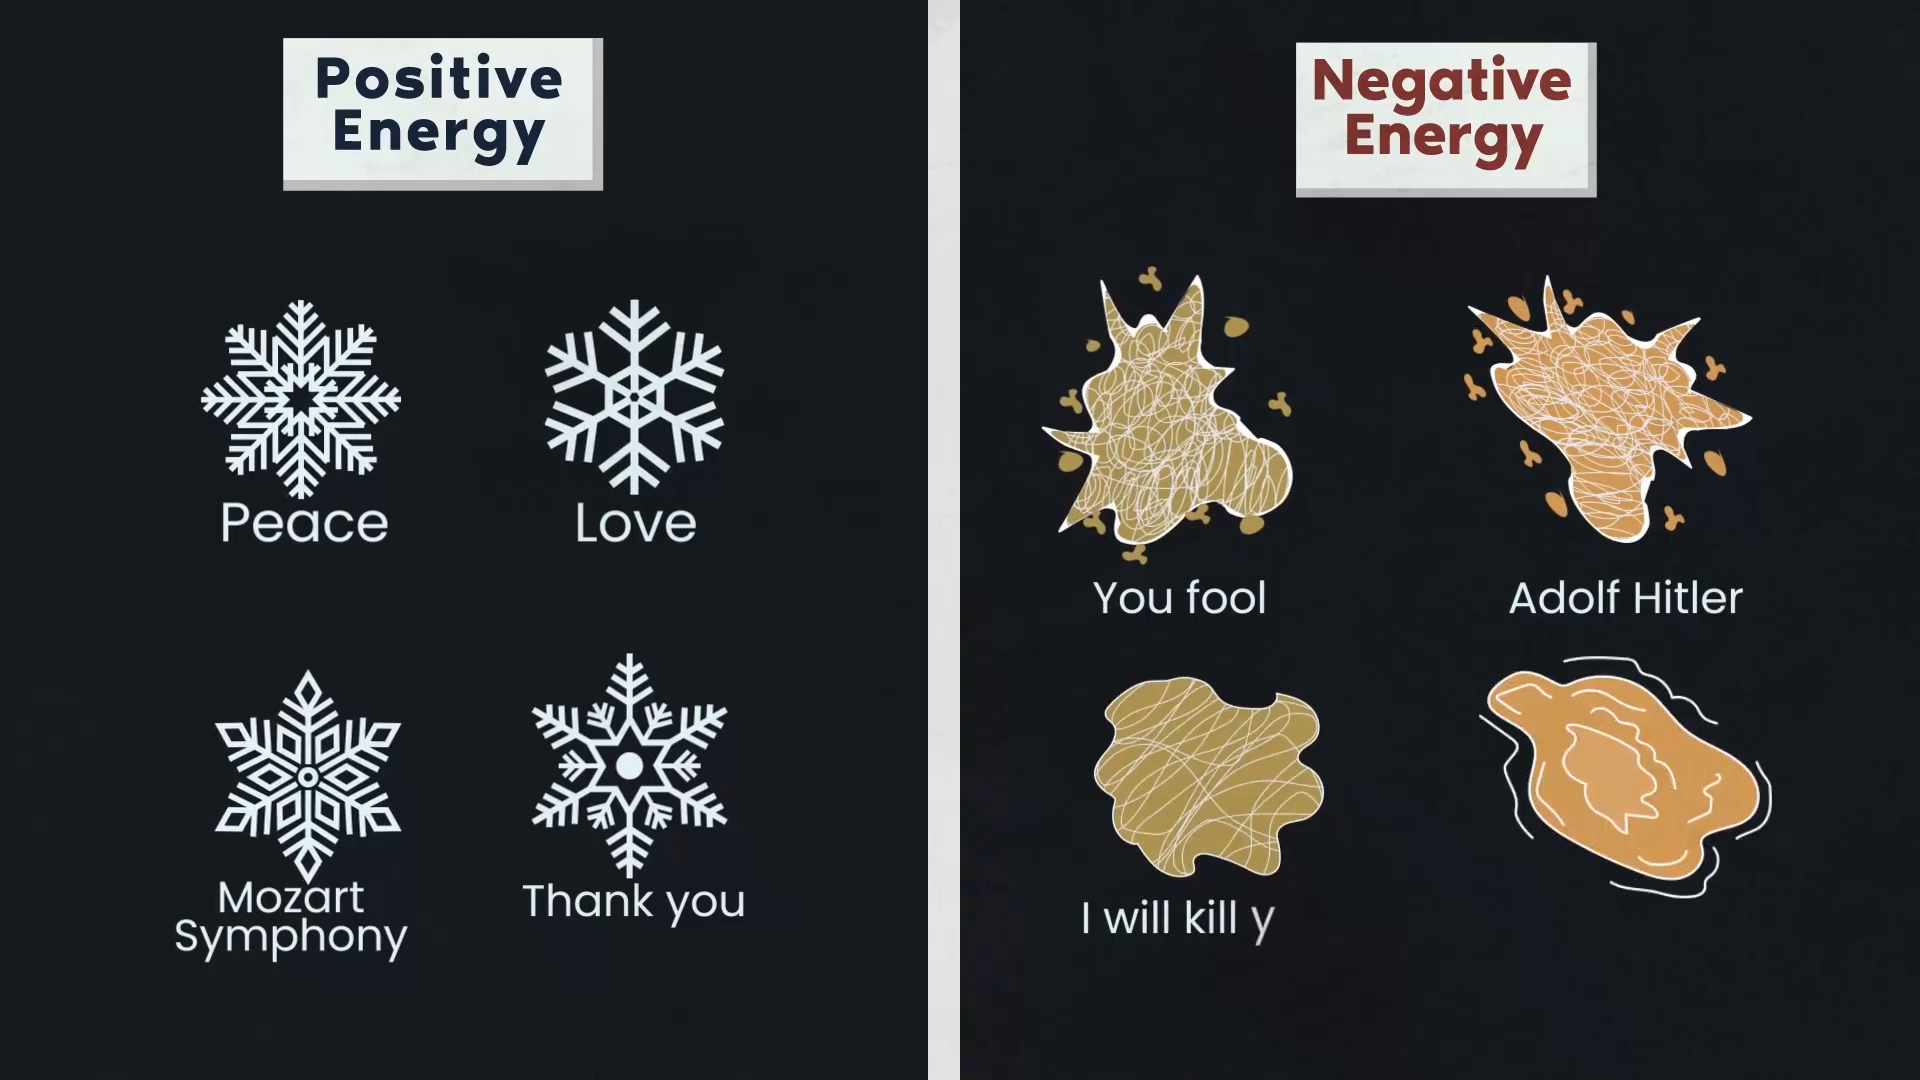 Positive
Energy
Peace
Love
Mozart
Symphony
Thank you
Negative
Energy
You fool
Adolf Hitler
I will kill y